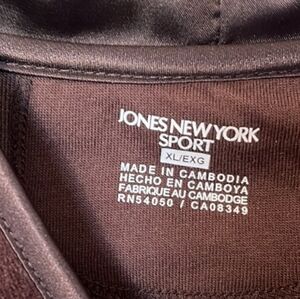 JONES NEW YORK
SPORT
XL/EXG
MADE IN CAMBODIA
HECHO EN CAMBOYA
FABRIQUE AU CAMBODGE
RN54050 / CA08349